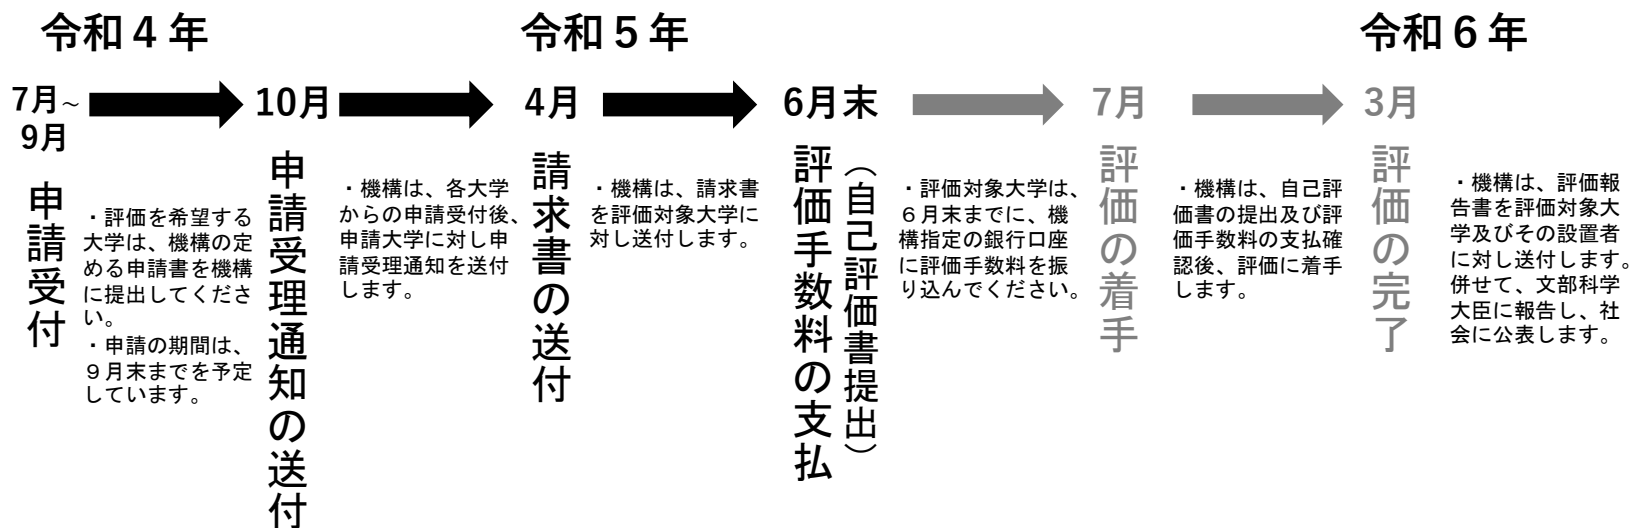 令和４年
7月～
9月
申請受付
・評価を希望する
大学は、機構の定
める申請書を機構
に提出してくださ
い。
・申請の期間は、
９月末までを予定
しています。
10月
申請受理通知の送付
・機構は、各大学
からの申請受付後、
申請大学に対し申
請受理通知を送付
します。
令和５年
4月
請求書の送付
・機構は、請求書
を評価対象大学に
対し送付します。
6月末
評価手数料の支払
（自己評価書提出）
・評価対象大学は、
６月末までに、機
構指定の銀行口座
に評価手数料を振
り込んでください。
7月
評価の着手
・機構は、自己評
価書の提出及び評
価手数料の支払確
認後、評価に着手
します。
令和６年
3月
評価の完了
・機構は、評価報
告書を評価対象大
学及びその設置者
に対し送付します。
併せて、文部科学
大臣に報告し、社
会に公表します。